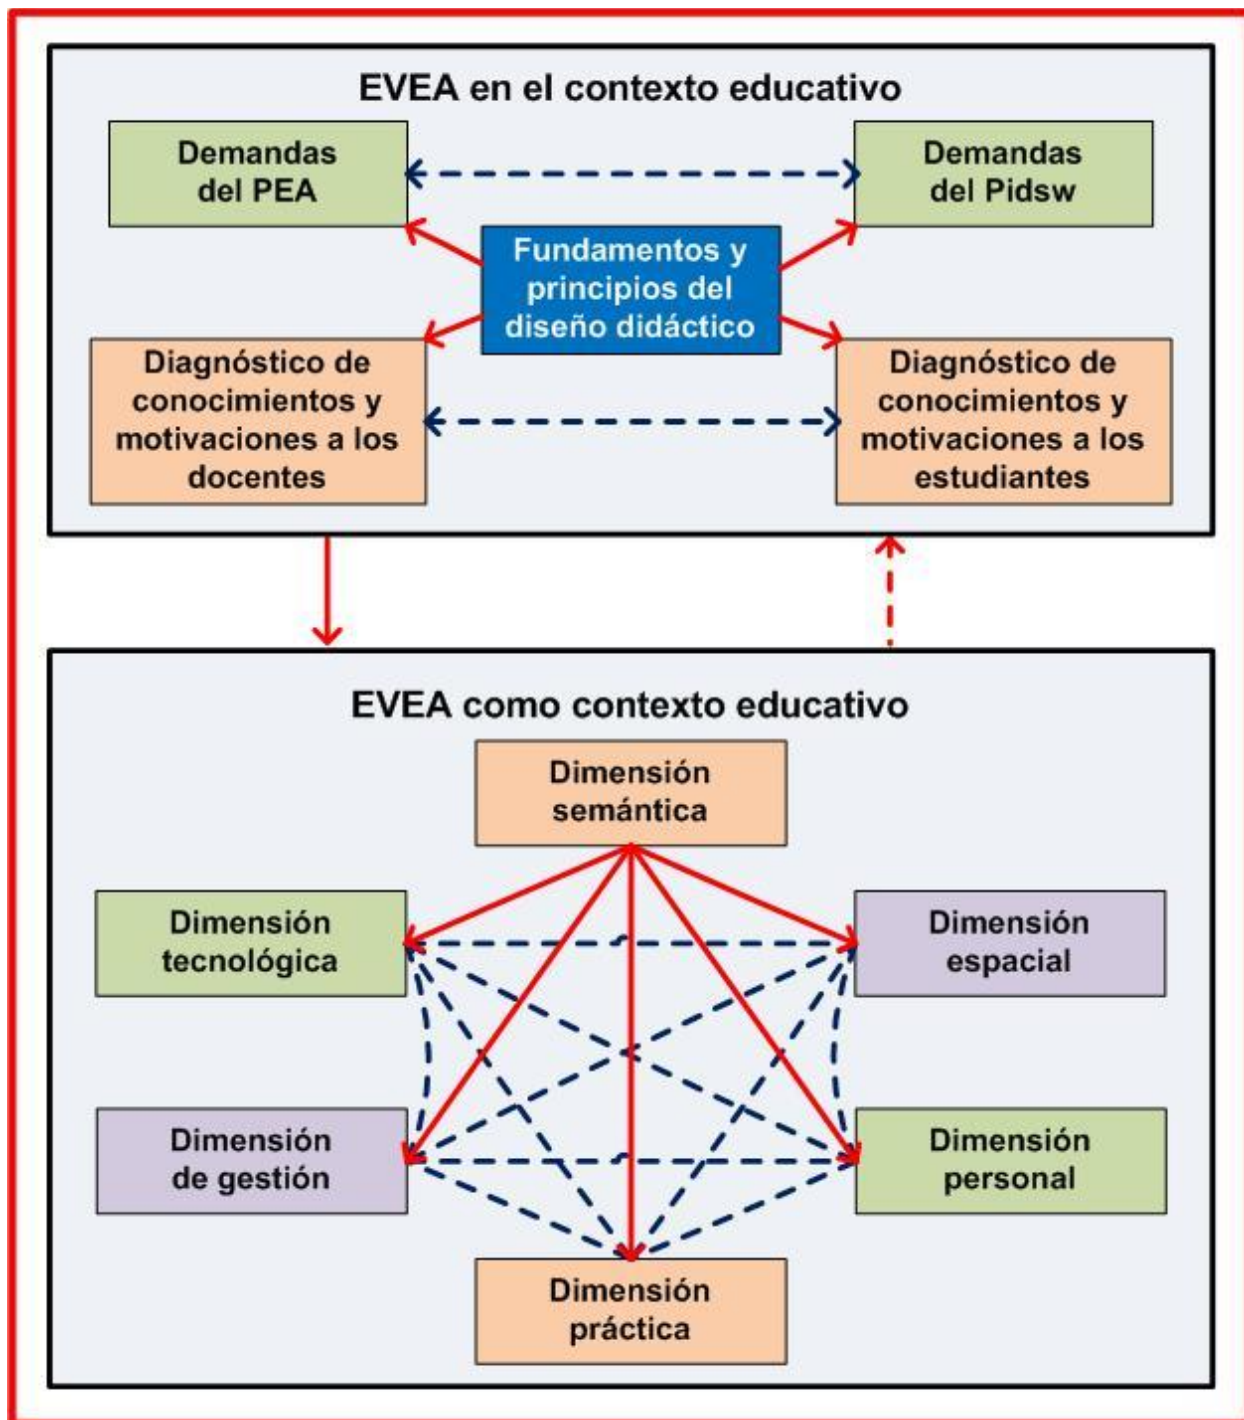 EVEA en el contexto educativo
Demandas
del PEA
Demandas
del Pidsw
Fundamentos y
principios del
diseño didáctico
Diagnóstico de
conocimientos y
motivaciones a los
docentes
Diagnóstico de
conocimientos y
motivaciones a los
estudiantes
EVEA como contexto educativo
Dimensión
semántica
Dimensión
tecnológica
Dimensión
espacial
Dimensión
de gestión
Dimensión
personal
Dimensión
práctica